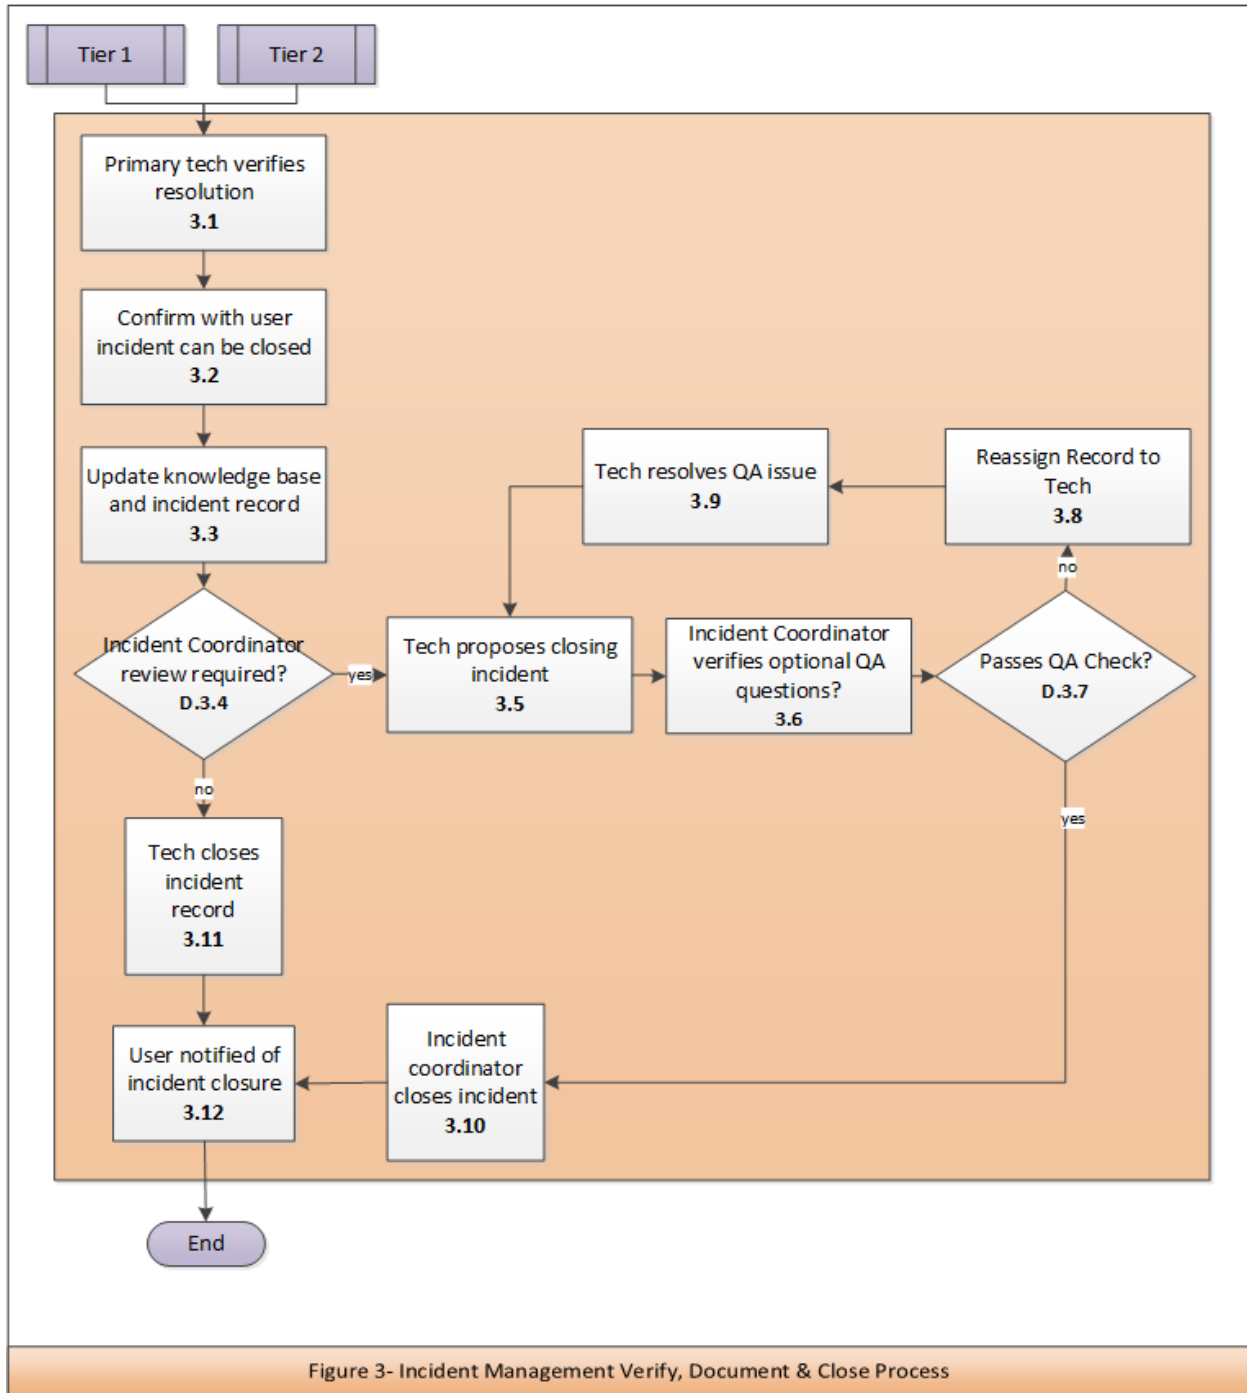 Tier 1
Tier 2
Primary tech verifies
resolution
3.1
Confirm with user
incident can be closed
3.2
Update knowledge base
and incident record
3.3
Incident Coordinator
review required?
D.3.4
yes
Tech proposes closing
incident
3.5
Incident Coordinator
verifies optional QA
questions?
3.6
Passes QA Check?
D.3.7
no
Reassign Record to
Tech
3.8
Tech resolves QA issue
3.9
yes
no
Tech closes
incident
record
3.11
Incident
coordinator
closes incident
3.10
User notified of
incident closure
3.12
End
Figure 3- Incident Management Verify, Document & Close Process